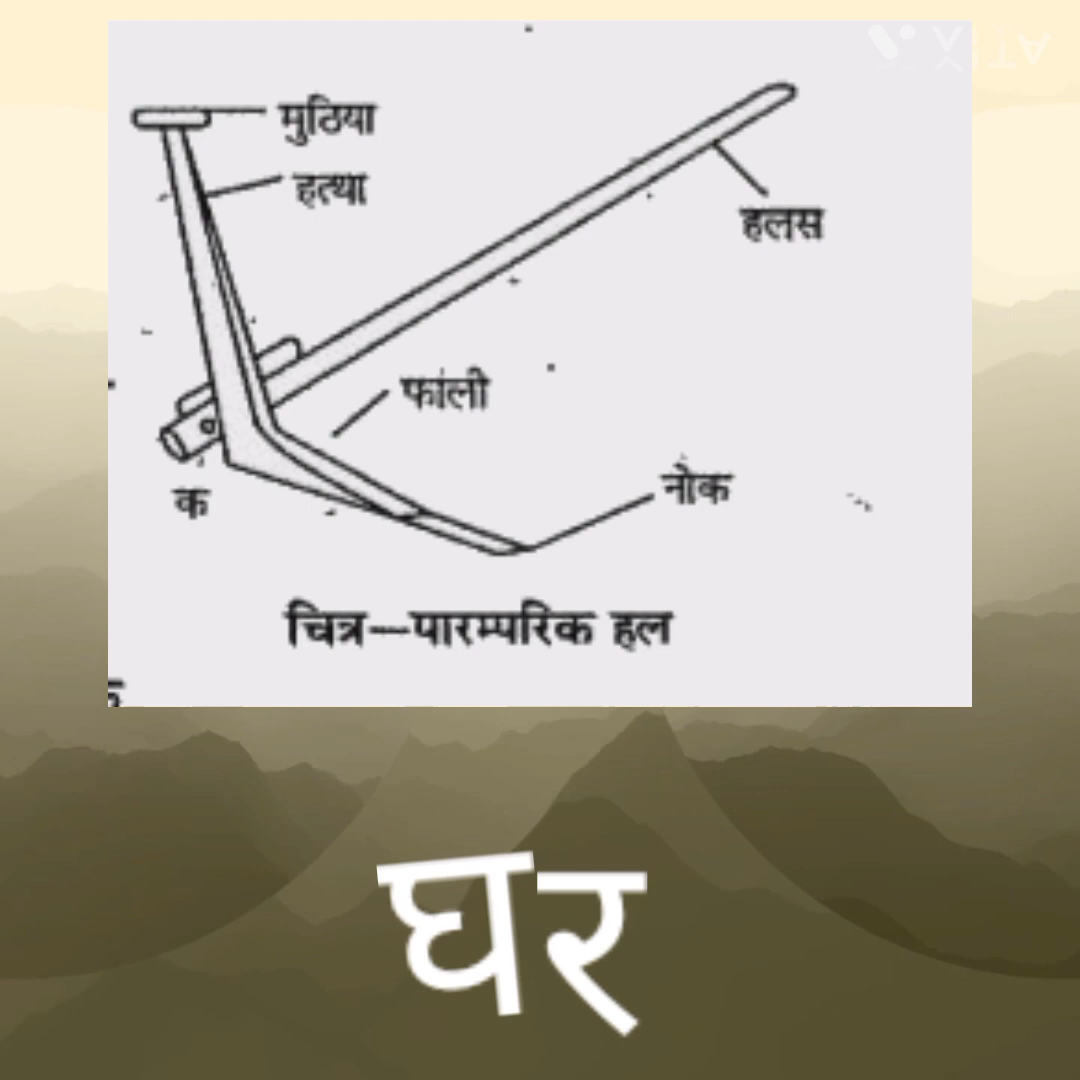 मुठिया
हत्था
हलस
फाली
नोक
क
चित्र—पारम्परिक हल
घर